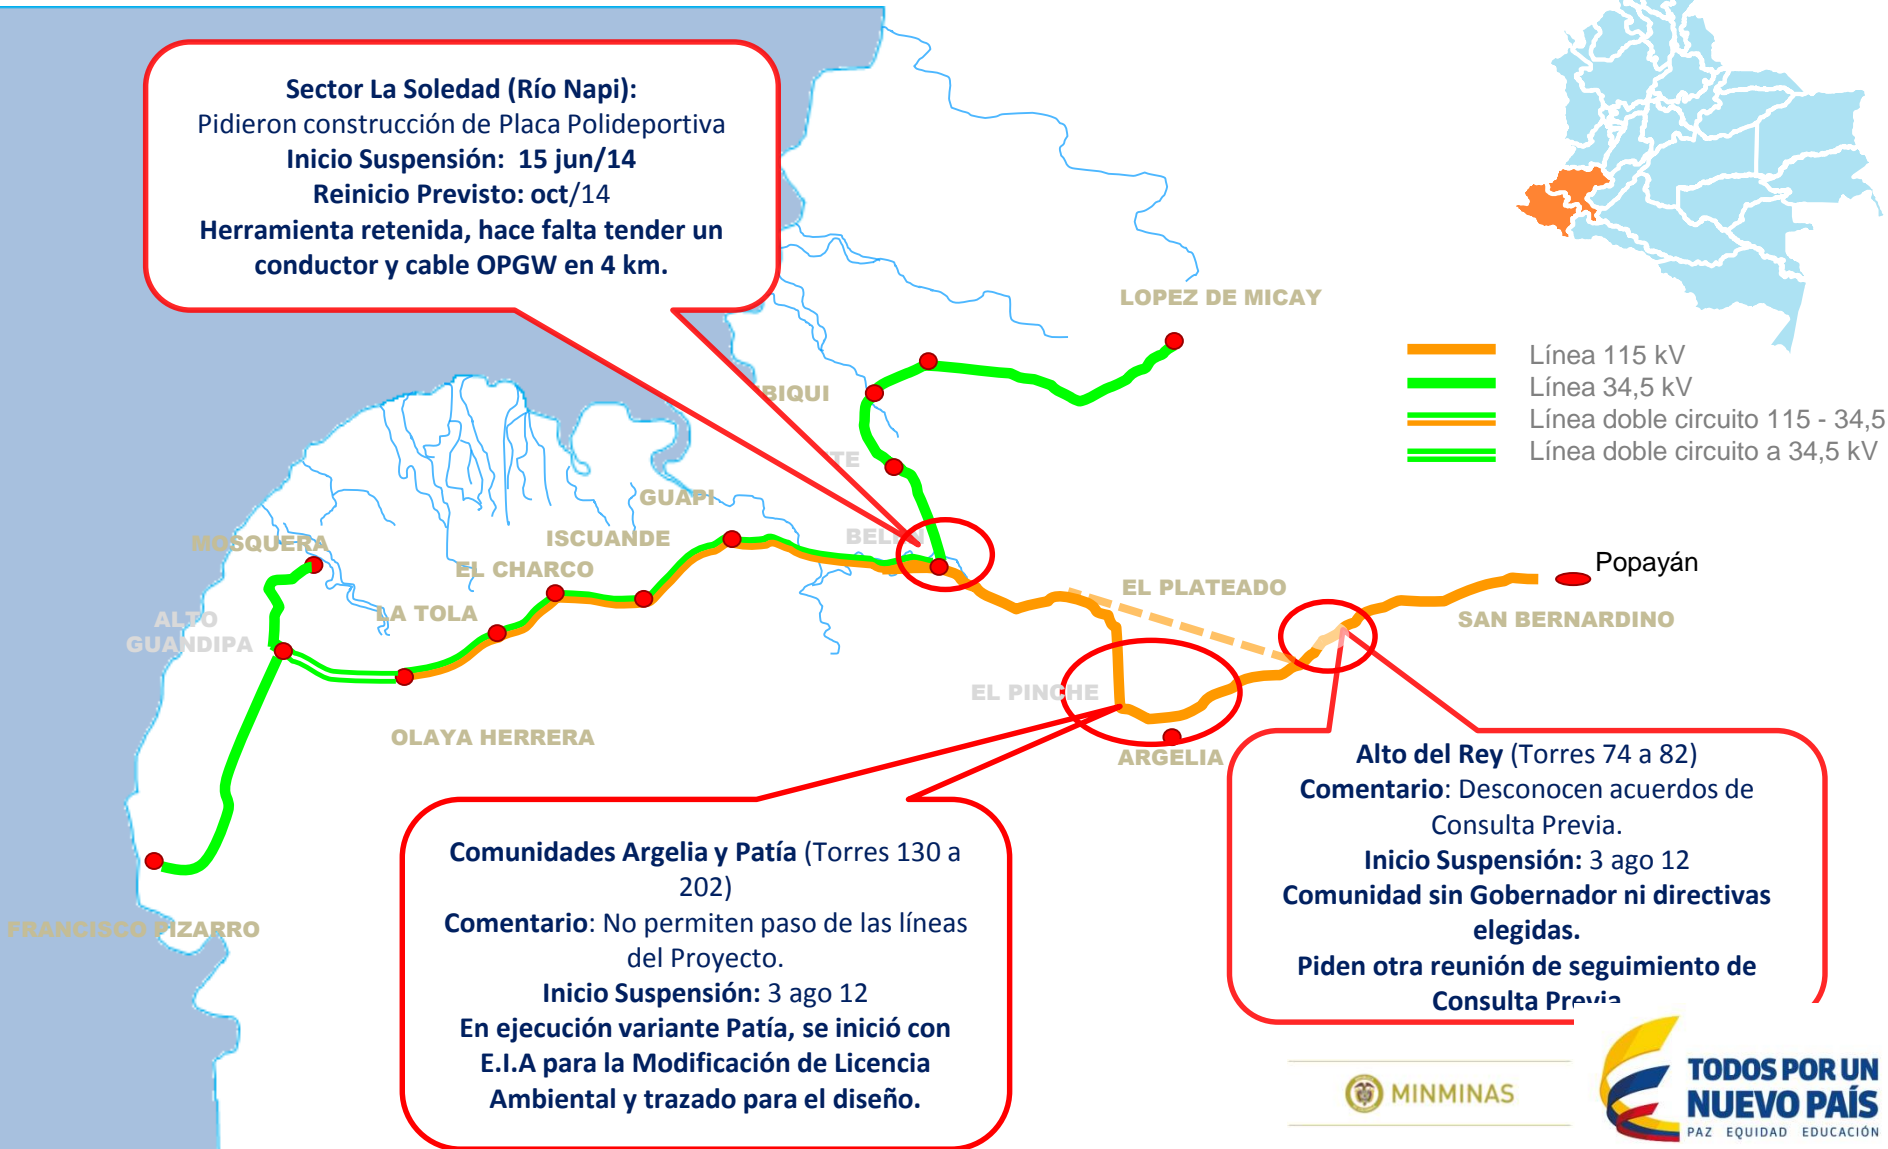 Sector La Soledad (Río Napi):
Pidieron construcción de Placa Polideportiva
Inicio Suspensión: 15 jun/14
Reinicio Previsto: oct/14
Herramienta retenida, hace falta tender un
conductor y cable OPGW en 4 km.
LOPEZ DE MICAY
Línea 115 kV
Línea 34,5 kV
Línea doble circuito 115 - 34,5
Línea doble circuito a 34,5 kV
BIQUI
TE
GUAPI
ISCUANDE
BELEN
MOSQUERA
EL CHARCO
LA TOLA
ALTO
GUANDIPA
EL PLATEADO
Popayán
SAN BERNARDINO
EL PINCHE
OLAYA HERRERA
ARGELIA
FRANCISCO PIZARRO
Comunidades Argelia y Patía (Torres 130 a
202)
Comentario: No permiten paso de las líneas
del Proyecto.
Inicio Suspensión: 3 ago 12
En ejecución variante Patía, se inició con
E.I.A para la Modificación de Licencia
Ambiental y trazado para el diseño.
Alto del Rey (Torres 74 a 82)
Comentario: Desconocen acuerdos de
Consulta Previa.
Inicio Suspensión: 3 ago 12
Comunidad sin Gobernador ni directivas
elegidas.
Piden otra reunión de seguimiento de
Consulta Previa
MINMINAS
TODOS POR UN
NUEVO PAÍS
PAZ EQUIDAD EDUCACIÓN